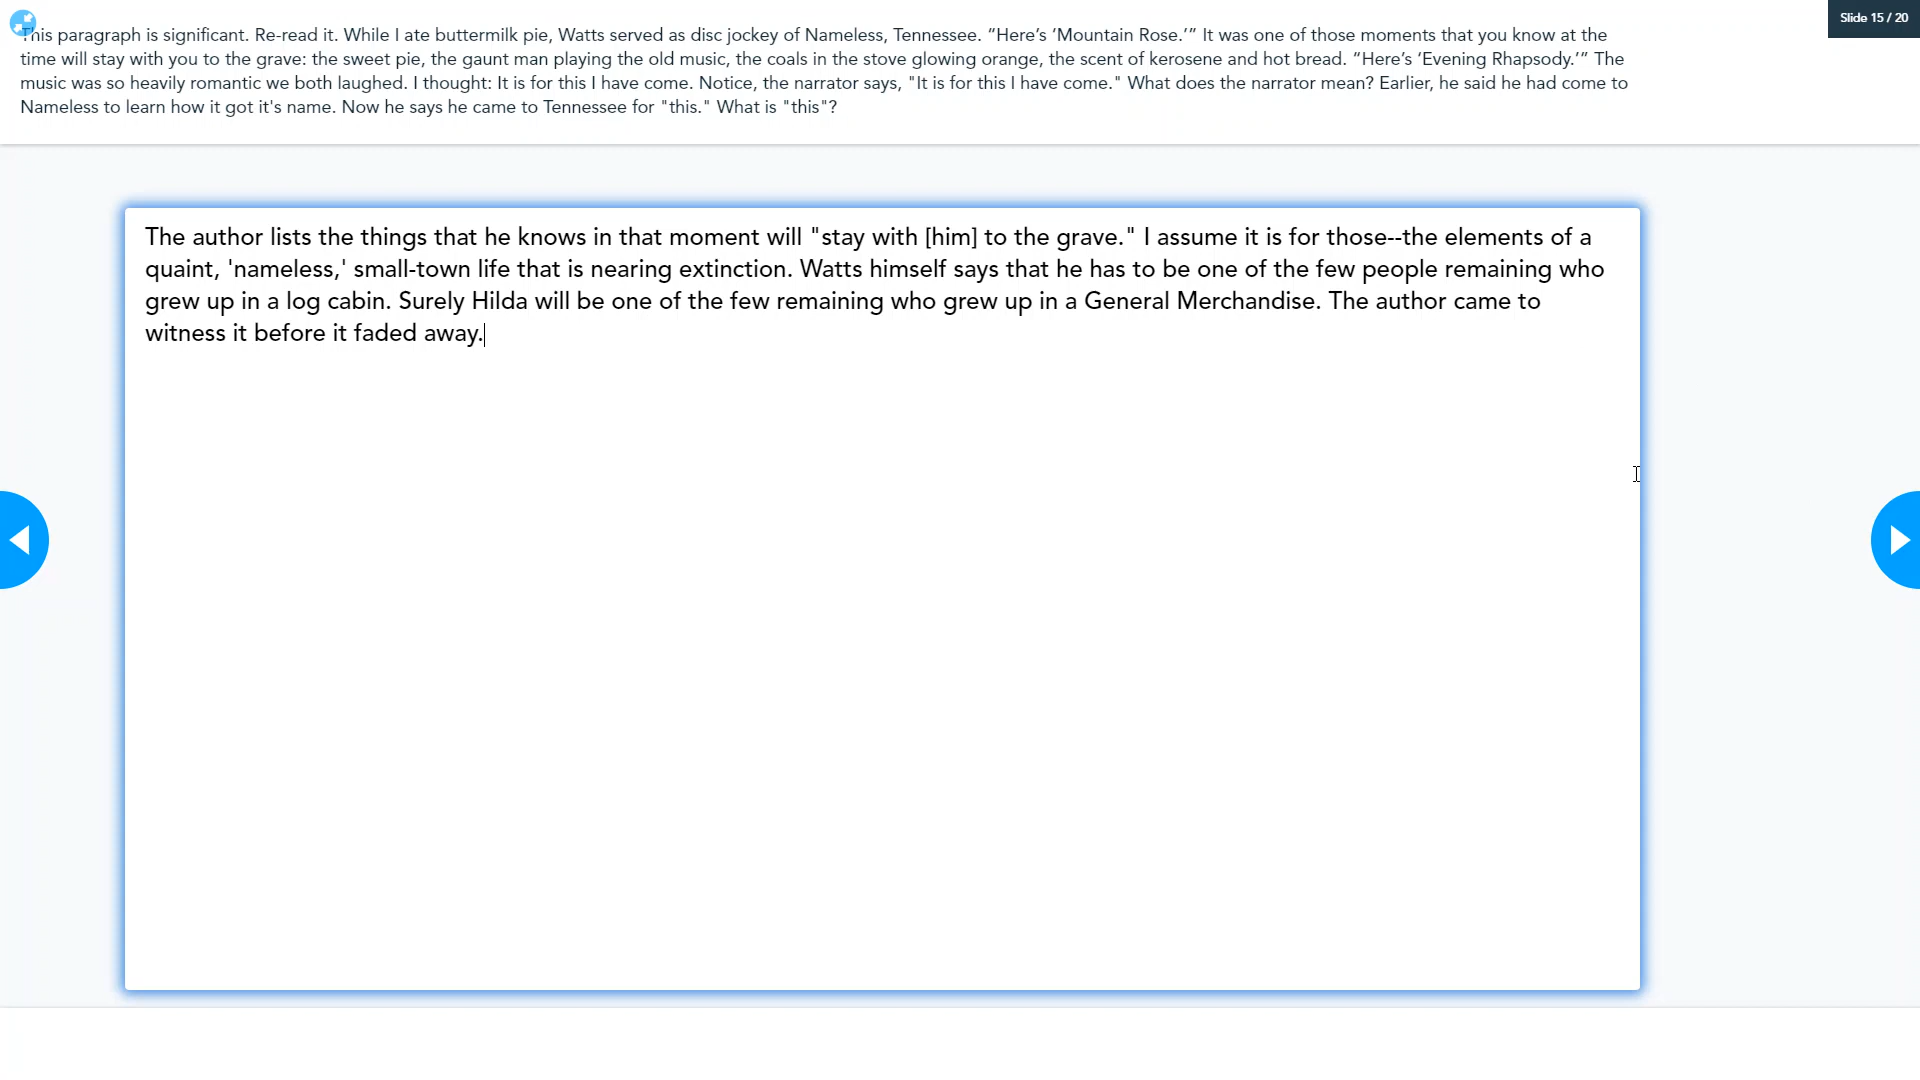 Slide 15 / 20
This paragraph is significant. Re-read it. While I ate buttermilk pie, Watts served as disc jockey of Nameless, Tennessee. “Here’s ‘Mountain Rose.’” It was one of those moments that you know at the
time will stay with you to the grave: the sweet pie, the gaunt man playing the old music, the coals in the stove glowing orange, the scent of kerosene and hot bread. “Here’s ‘Evening Rhapsody.’” The
music was so heavily romantic we both laughed. I thought: It is for this I have come. Notice, the narrator says, "It is for this I have come." What does the narrator mean? Earlier, he said he had come to
Nameless to learn how it got it's name. Now he says he came to Tennessee for "this." What is "this"?
The author lists the things that he knows in that moment will "stay with [him] to the grave." I assume it is for those--the elements of a
quaint, 'nameless,' small-town life that is nearing extinction. Watts himself says that he has to be one of the few people remaining who
grew up in a log cabin. Surely Hilda will be one of the few remaining who grew up in a General Merchandise. The author came to
witness it before it faded away.